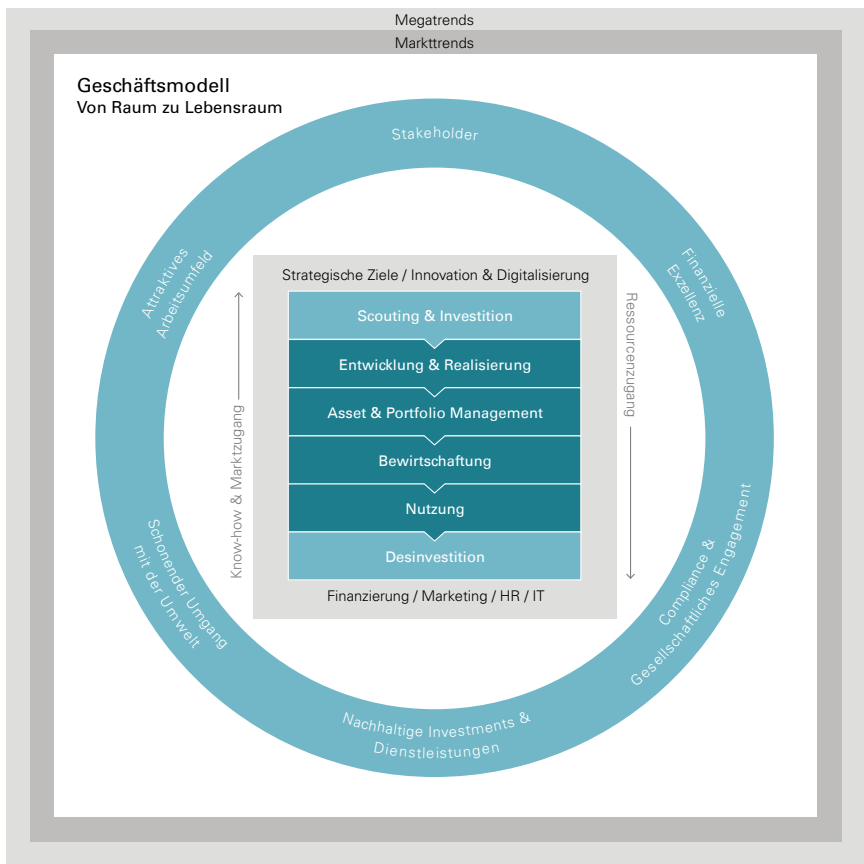 Megatrends
Markttrends
Geschäftsmodell
Von Raum zu Lebensraum
Stakeholder
Attraktives
Arbeitsumfeld
Finanzielle
Exzellenz
Strategische Ziele / Innovation & Digitalisierung
Scouting & Investition
Entwicklung & Realisierung
Asset & Portfolio Management
Bewirtschaftung
Nutzung
Desinvestition
Finanzierung / Marketing / HR / IT
Know-how & Marktzugang
Ressourcenzugang
Schonender Umgang
mit der Umwelt
Compliance &
Gesellschaftliches Engagement
Nachhaltige Investments &
Dienstleistungen